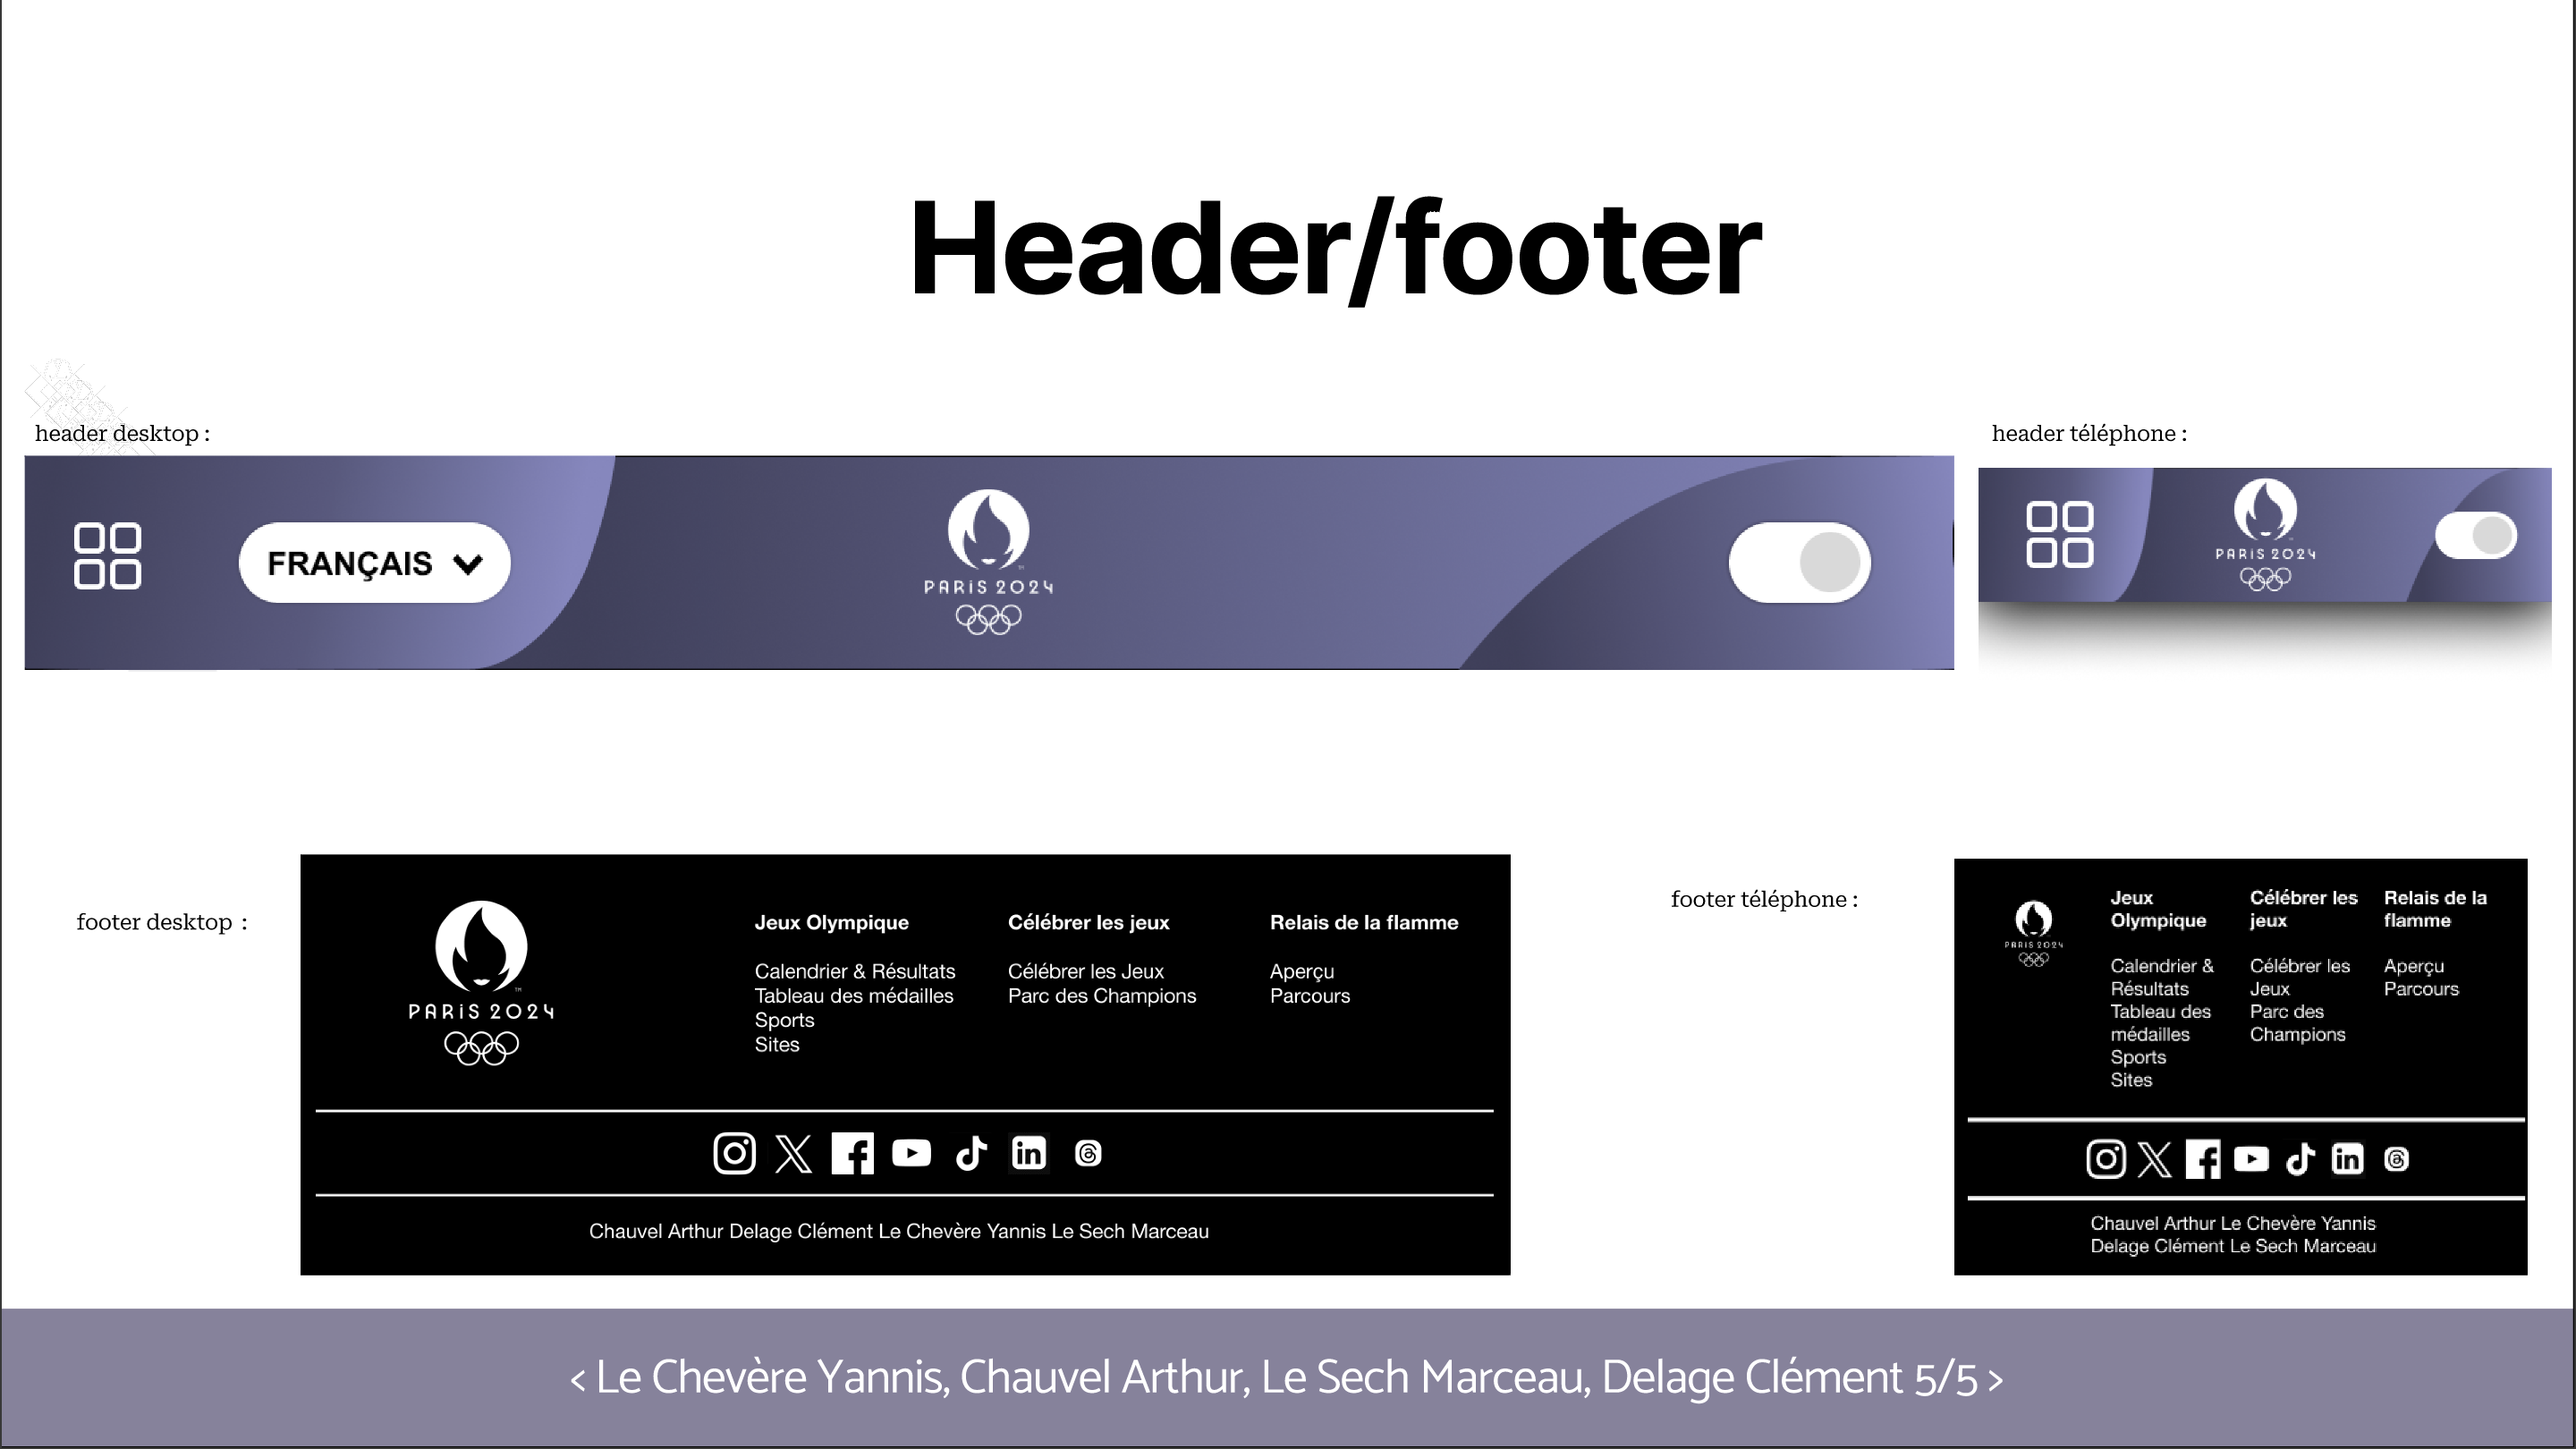 Header/footer
header desktop :
header téléphone :
FRANÇAIS
PARIS 2024
PARIS 2024
footer desktop :
PARIS 2024
Jeux Olympique
Calendrier & Résultats
Tableau des médailles
Sports
Sites
Célébrer les jeux
Célébrer les Jeux
Parc des Champions
Relais de la flamme
Aperçu
Parcours
Chauvel Arthur Delage Clément Le Chevère Yannis Le Sech Marceau
footer téléphone :
PARIS 2024
Jeux
Olympique
Calendrier &
Résultats
Tableau des
médailles
Sports
Sites
Célébrer les
jeux
Célébrer les
Jeux
Parc des
Champions
Relais de la
flamme
Aperçu
Parcours
Chauvel Arthur Le Chevère Yannis
Delage Clément Le Sech Marceau
< Le Chevère Yannis, Chauvel Arthur, Le Sech Marceau, Delage Clément 5/5 >